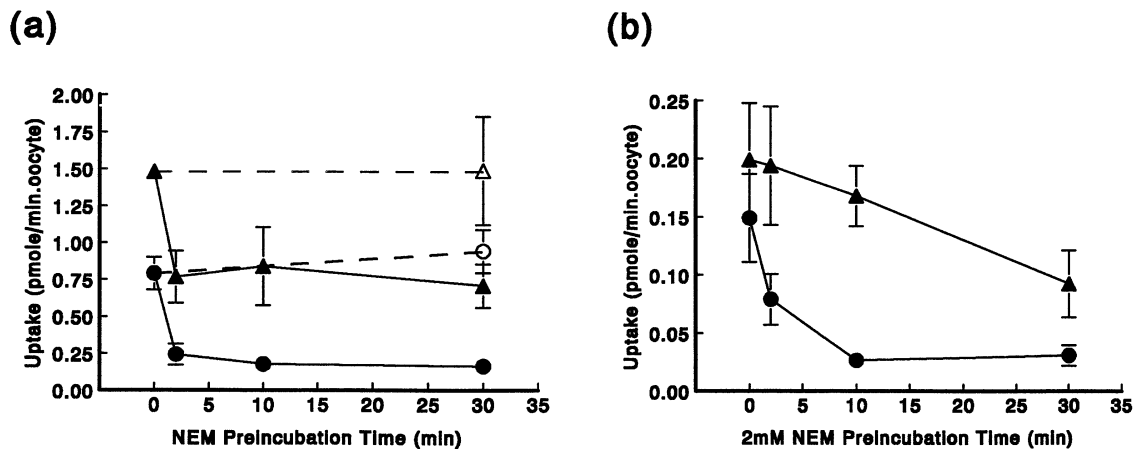 (a)
2.00
1.75
1.50
1.25
1.00
0.75
0.50
0.25
0.00
Uptake (pmole/min.oocyte)
0 5 10 15 20 25 30 35
NEM Preincubation Time (min)
(b)
0.25
0.20
0.15
0.10
0.05
0.00
Uptake (pmole/min.oocyte)
0 5 10 15 20 25 30 35
2mM NEM Preincubation Time (min)